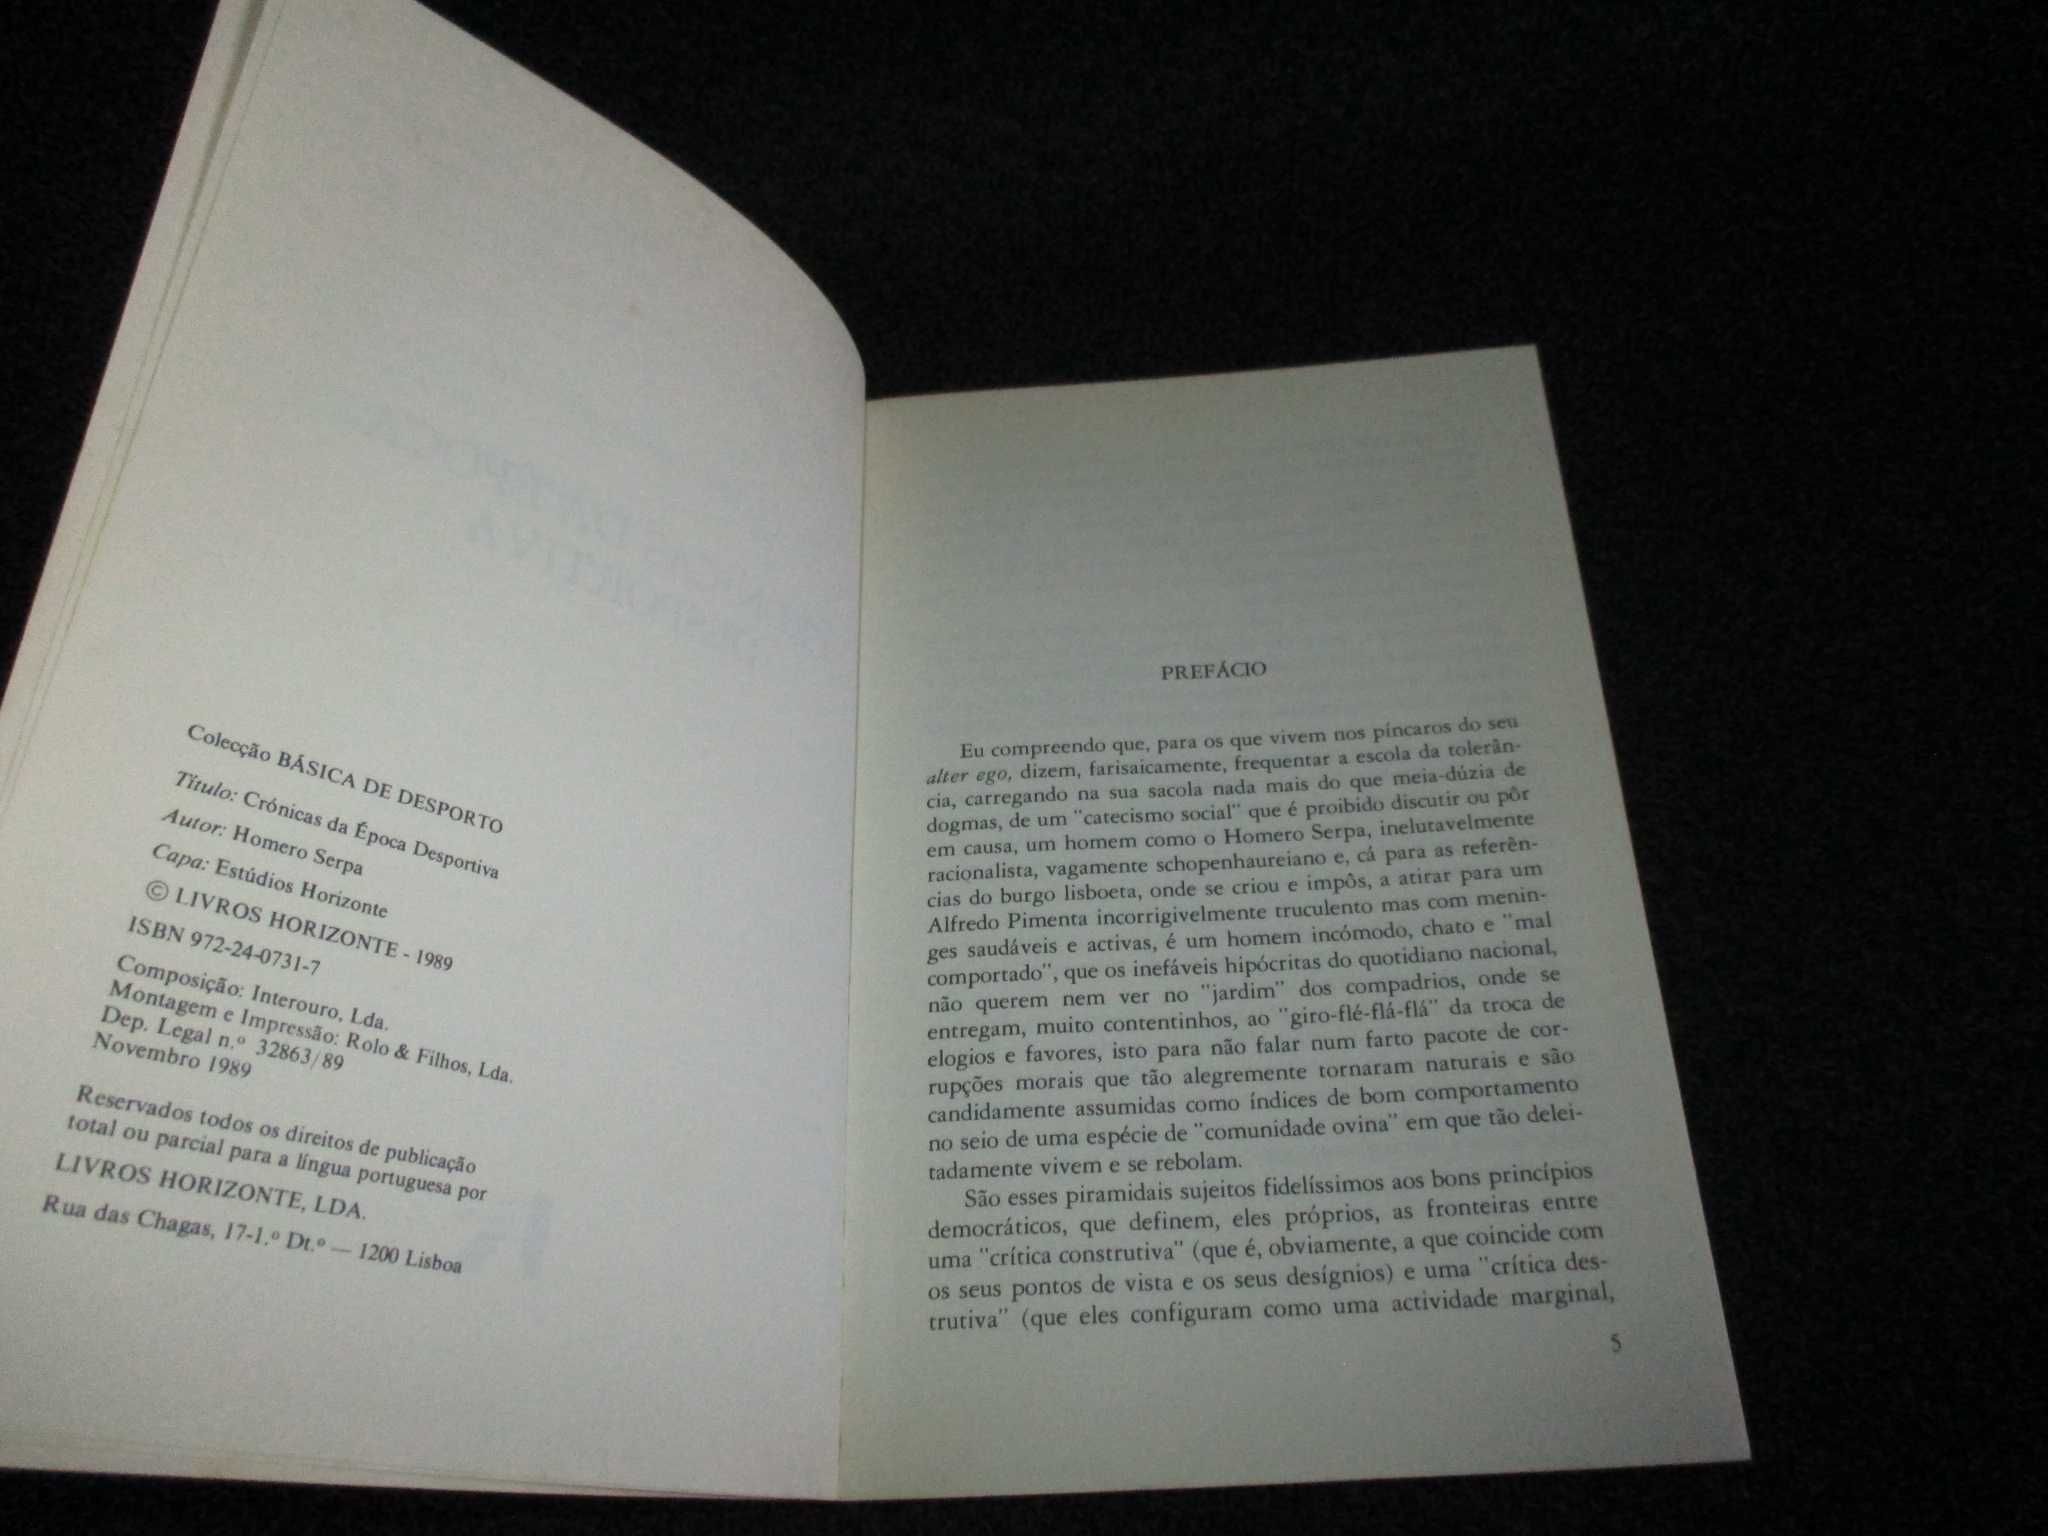 Colecção BÁSICA DE DESPORTO
Título: Crónicas da Época Desportiva
Autor: Homero Serpa
Capa: Estúdios Horizonte
© LIVROS HORIZONTE - 1989
ISBN 972-24-0731-7
Composição: Interouro, Lda.
Montagem e Impressão: Rolo & Filhos, Lda.
Dep. Legal n.º 32863/89
Novembro 1989
Reservados todos os direitos de publicação
total ou parcial para a língua portuguesa por
LIVROS HORIZONTE, LDA.
Rua das Chagas, 17-1.º Dt.º — 1200 Lisboa
PREFÁCIO
Eu compreendo que, para os que vivem nos píncaros do seu
alter ego, dizem, farisaicamente, frequentar a escola da tolerân-
cia, carregando na sua sacola nada mais do que meia-dúzia de
dogmas, de um "catecismo social" que é proibido discutir ou pôr
em causa, um homem como o Homero Serpa, inelutavelmente
racionalista, vagamente schopenhaureiano e, cá para as referên-
cias do burgo lisboeta, onde se criou e impôs, a atirar para um
Alfredo Pimenta incorrigivelmente truculento mas com menin-
ges saudáveis e activas, é um homem incómodo, chato e "mal
comportado", que os inefáveis hipócritas do quotidiano nacional,
não querem nem ver no "jardim" dos compadrios, onde se
entregam, muito contentinhos, ao "giro-flé-flá-flá" da troca de
elogios e favores, isto para não falar num farto pacote de cor-
rupções morais que tão alegremente tornaram naturais e são
candidamente assumidas como índices de bom comportamento
no seio de uma espécie de "comunidade ovina" em que tão delei-
tadamente vivem e se rebolam.
São esses piramidais sujeitos fidelíssimos aos bons princípios
democráticos, que definem, eles próprios, as fronteiras entre
uma "crítica construtiva" (que é, obviamente, a que coincide com
os seus pontos de vista e os seus desígnios) e uma "crítica des-
trutiva" (que eles configuram como uma actividade marginal,
5